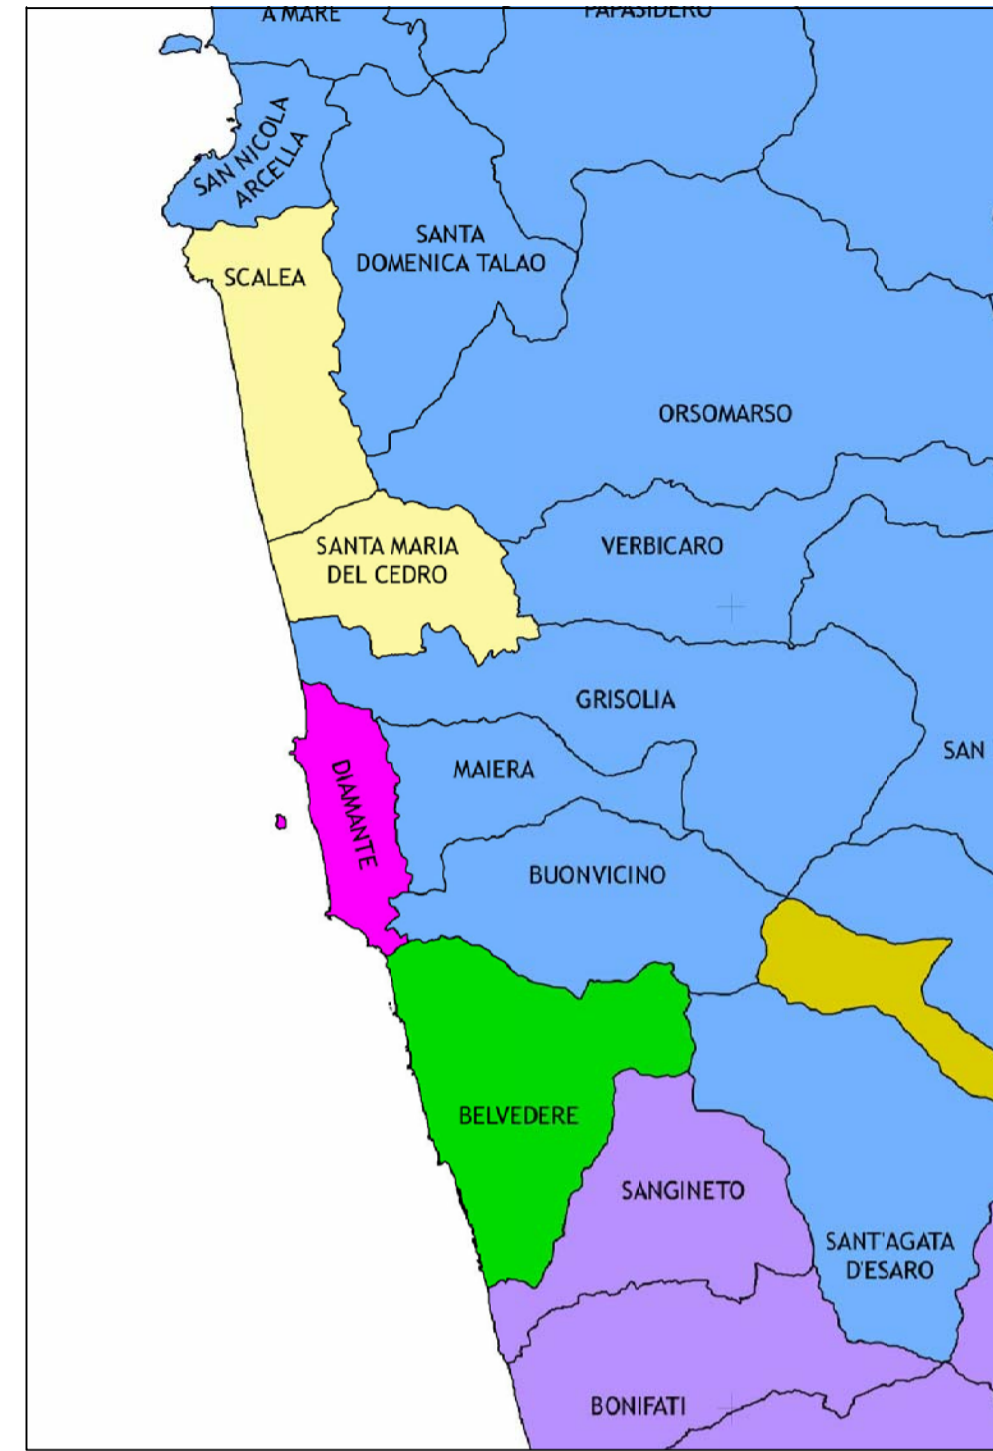 A MARE
PAPASIDERO
SAN NICOLA
ARCELLA
SANTA
DOMENICA TALAO
SCALEA
ORSOMARSO
SANTA MARIA
DEL CEDRO
VERBICARO
GRISOLIA
SAN
MAIERA
DIAMANTE
BUONVICINO
BELVEDERE
SANGINETO
SANT'AGATA
D'ESARO
BONIFATI